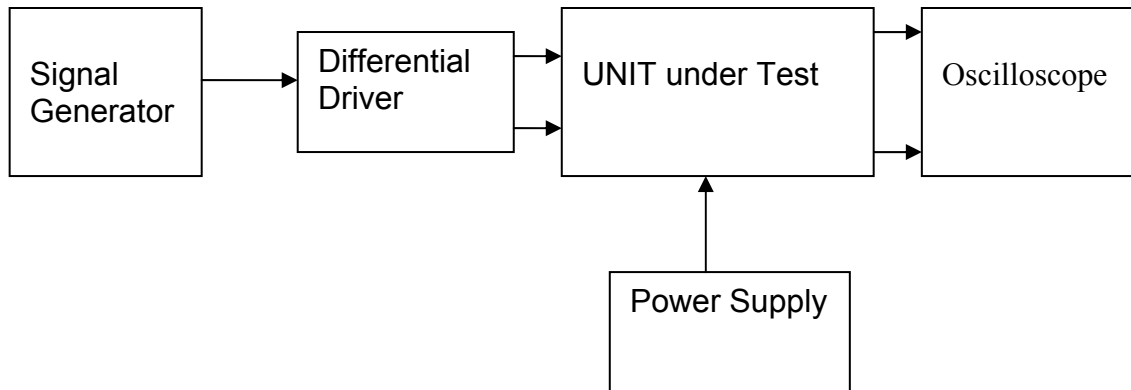 Signal
Generator
Differential
Driver
UNIT under Test
Oscilloscope
Power Supply